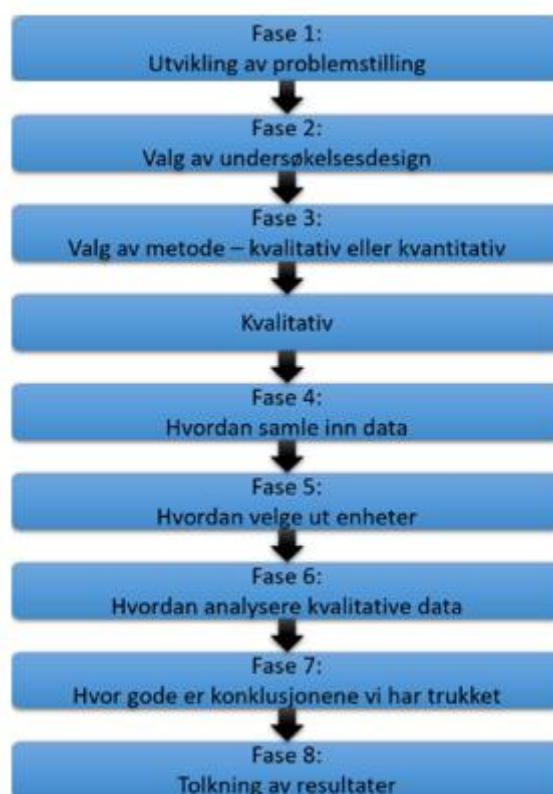 Fase 1:
Utvikling av problemstilling
Fase 2:
Valg av undersøkelsesdesign
Fase 3:
Valg av metode – kvalitativ eller kvantitativ
Kvalitativ
Fase 4:
Hvordan samle inn data
Fase 5:
Hvordan velge ut enheter
Fase 6:
Hvordan analysere kvalitative data
Fase 7:
Hvor gode er konklusjonene vi har trukket
Fase 8:
Tolkning av resultater